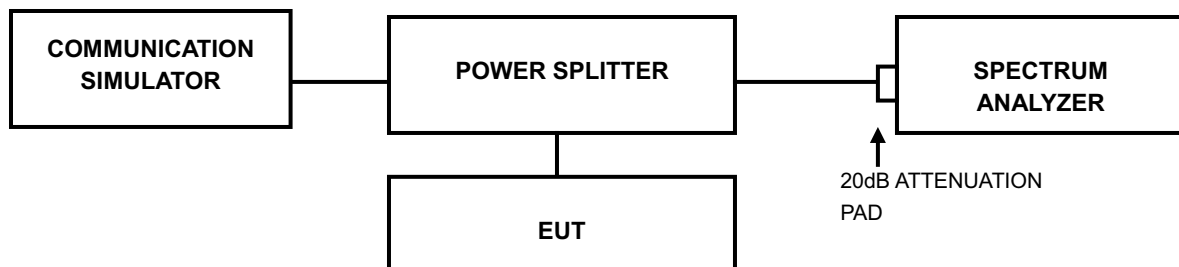 COMMUNICATION
SIMULATOR
POWER SPLITTER
SPECTRUM
ANALYZER
20dB ATTENUATION
PAD
EUT